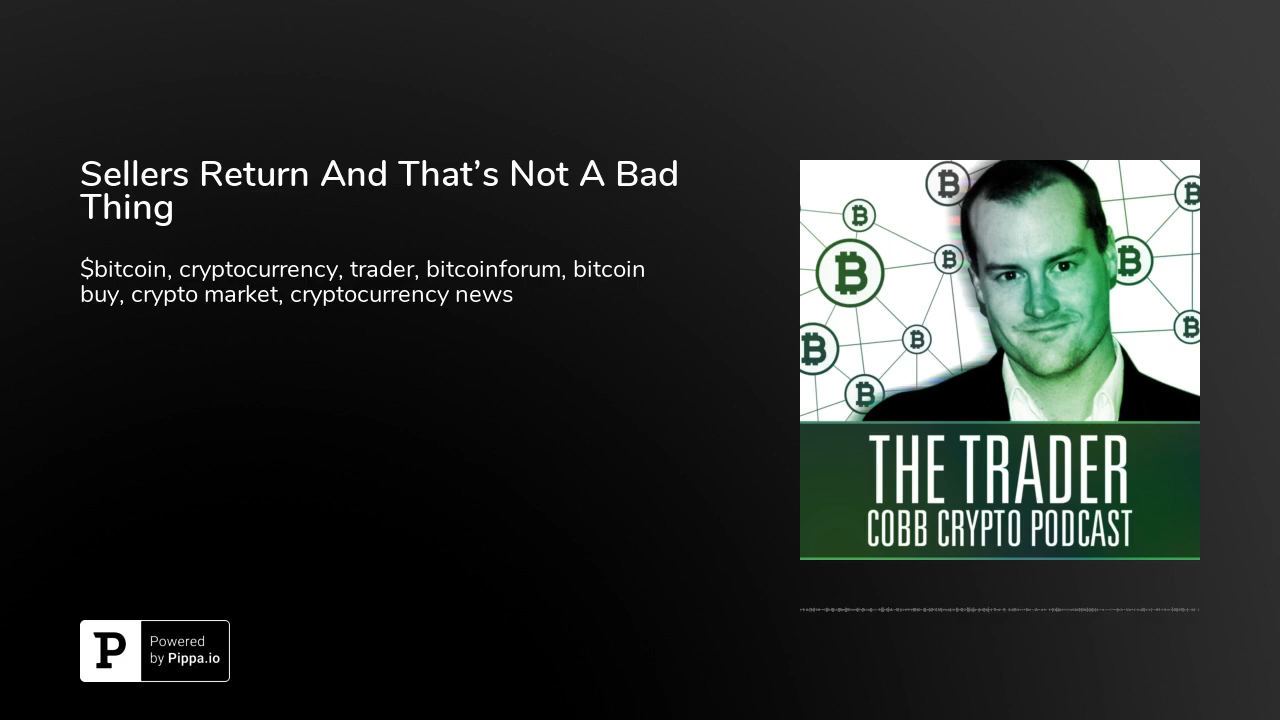 Sellers Return And That’s Not A Bad
Thing
$bitcoin, cryptocurrency, trader, bitcoinforum, bitcoin
buy, crypto market, cryptocurrency news
THE TRADER
COBB CRYPTO PODCAST
P
Powered
by Pippa.io